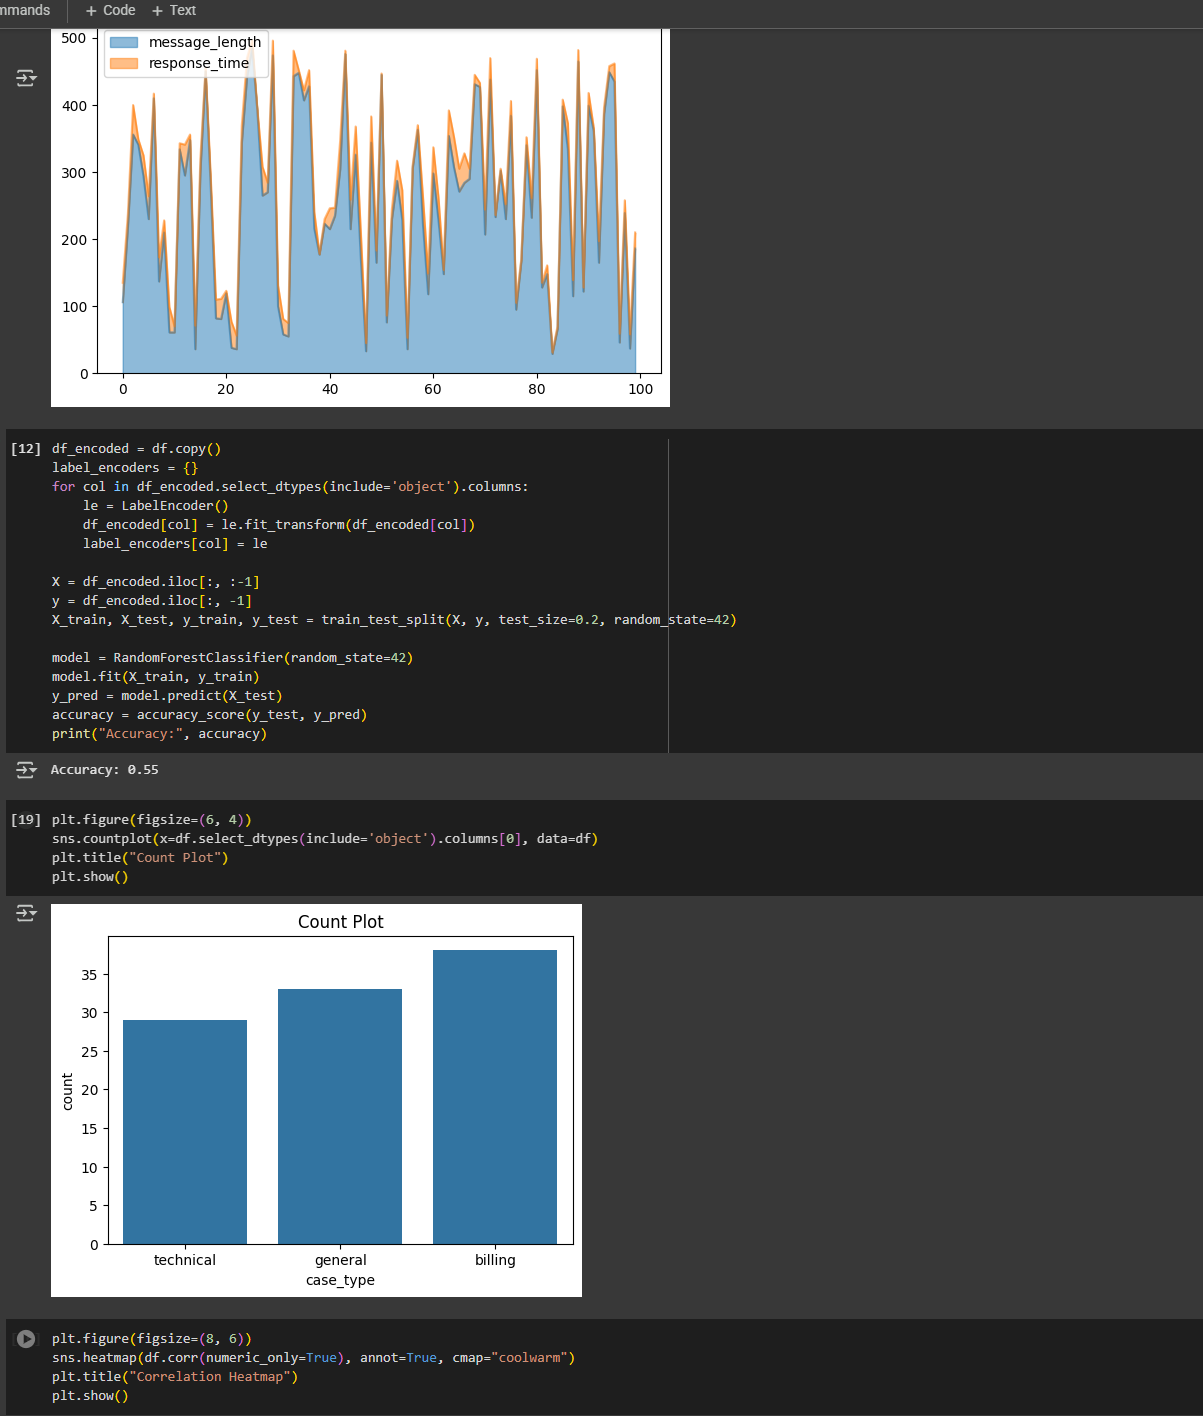 + Code + Text
500
message_length
response_time
400
300
200
100
0
0 20 40 60 80 100
[12] df_encoded = df.copy()
label_encoders = {}
for col in df_encoded.select_dtypes(include='object').columns:
    le = LabelEncoder()
    df_encoded[col] = le.fit_transform(df_encoded[col])
    label_encoders[col] = le
X = df_encoded.iloc[:, :-1]
y = df_encoded.iloc[:, -1]
X_train, X_test, y_train, y_test = train_test_split(X, y, test_size=0.2, random_state=42)
model = RandomForestClassifier(random_state=42)
model.fit(X_train, y_train)
y_pred = model.predict(X_test)
accuracy = accuracy_score(y_test, y_pred)
print("Accuracy:", accuracy)
Accuracy: 0.55
[19] plt.figure(figsize=(6, 4))
sns.countplot(x=df.select_dtypes(include='object').columns[0], data=df)
plt.title("Count Plot")
plt.show()
Count Plot
35
30
25
20
15
10
5
0
count
technical general billing
case_type
plt.figure(figsize=(8, 6))
sns.heatmap(df.corr(numeric_only=True), annot=True, cmap="coolwarm")
plt.title("Correlation Heatmap")
plt.show()